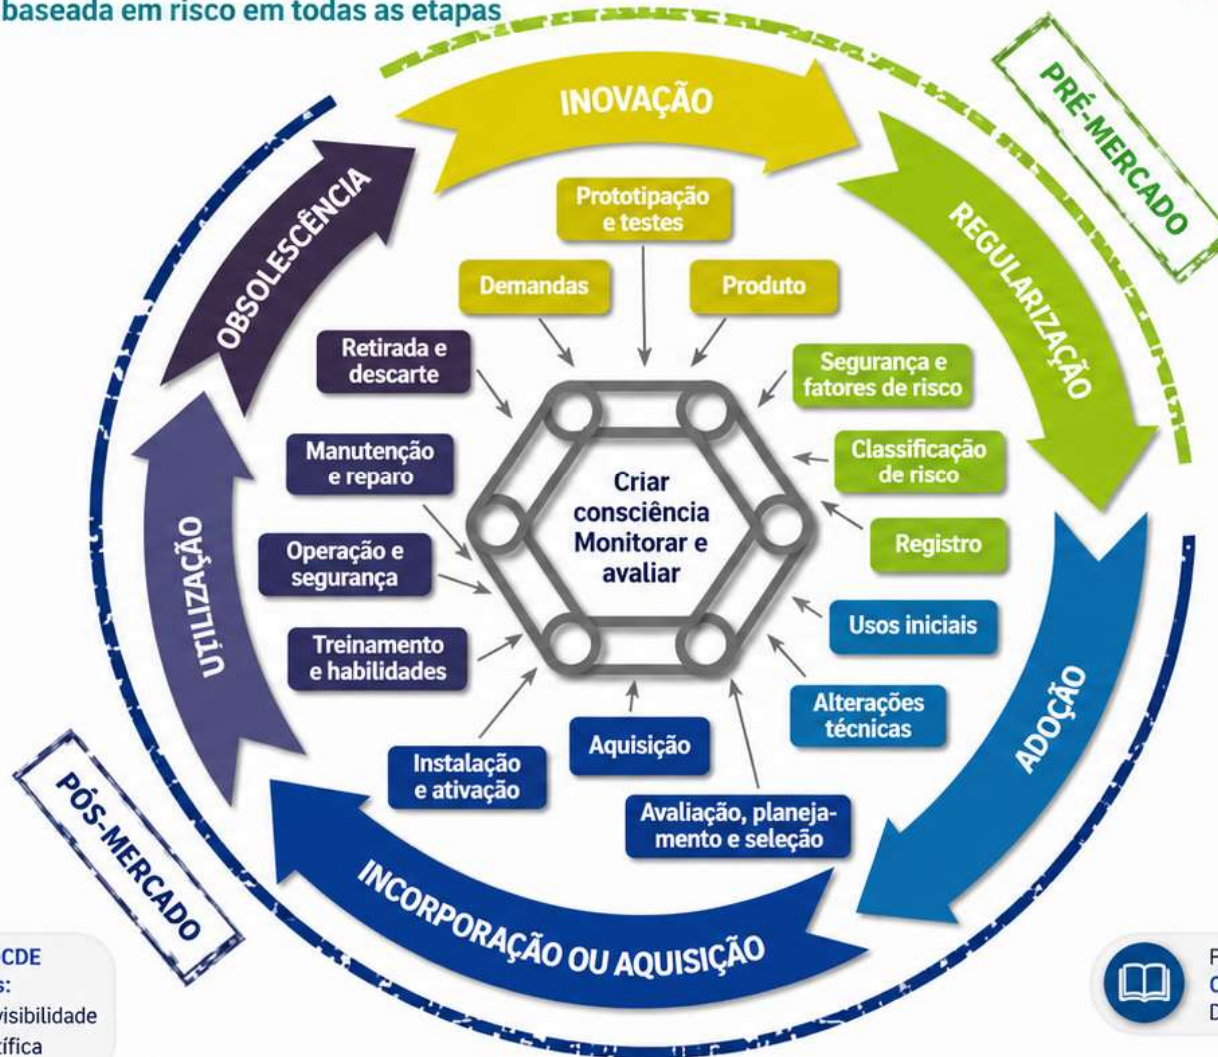 baseada em risco em todas as etapas
INOVAÇÃO
PRÉ-MERCADO
REGULARIZAÇÃO
OBSOLESCÊNCIA
Prototipação
e testes
Demandas
Produto
Retirada e
descarte
Segurança e
fatores de risco
Manutenção
e reparo
Classificação
de risco
Criar
consciência
Monitorar e
avaliar
Operação e
segurança
Registro
UTILIZAÇÃO
Treinamento
e habilidades
Usos iniciais
Alterações
técnicas
ADOÇÃO
Aquisição
Instalação
e ativação
Avaliação, planeja-
mento e seleção
PÓS-MERCADO
INCORPORAÇÃO OU AQUISIÇÃO
CDE
s:
visibilidade
tífica